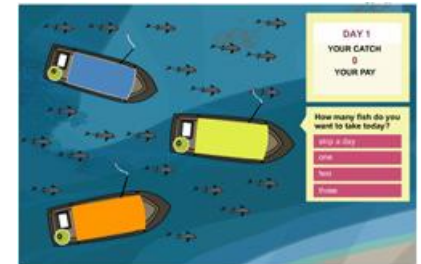 DAY 1
YOUR CATCH
0
YOUR PAY
How many fish do you
want to take today?
skip a day
one
two
three